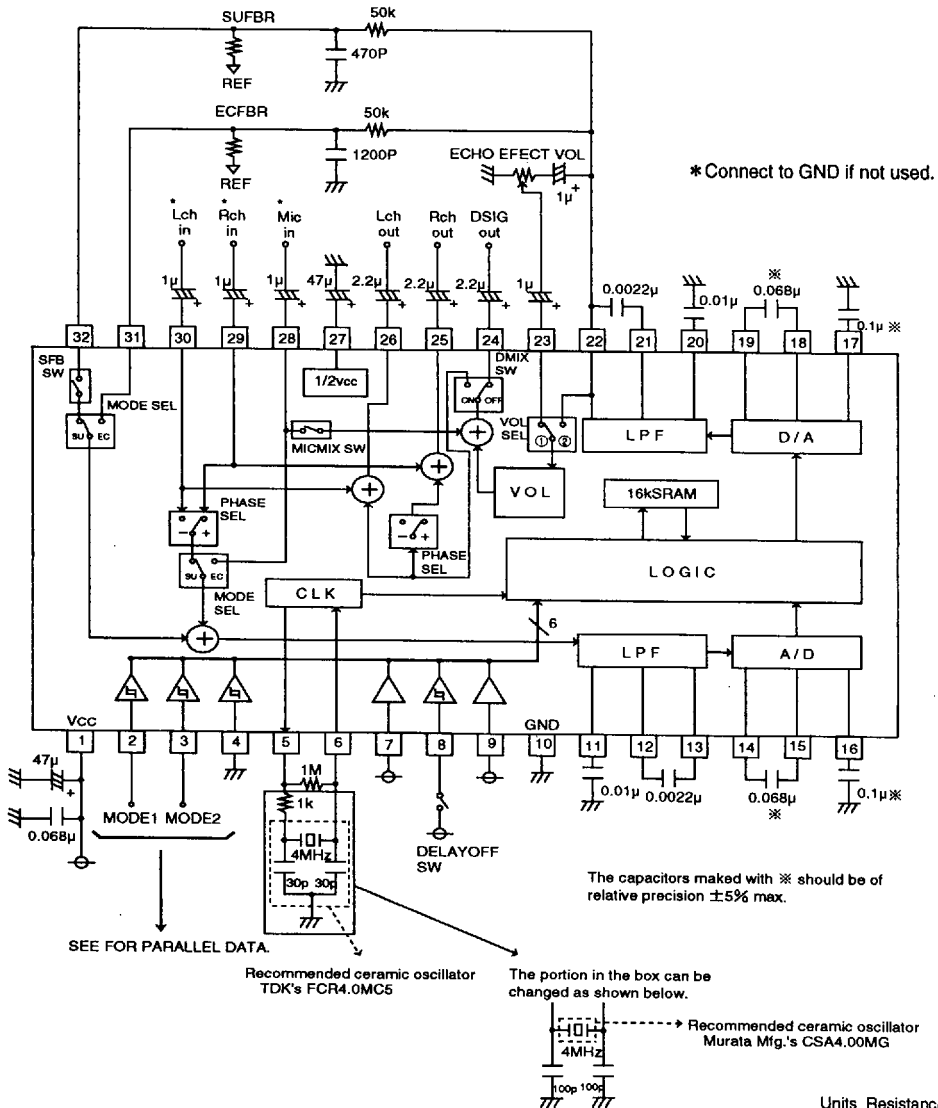 SUFBR
50k
470P
REF
ECFBR
50k
1200P
REF
ECHO EFECT VOL
1μ
+
*Connect to GND if not used.
*Lch in
*Rch in
*Mic in
Lch out
Rch out
DSIG out
1μ
+
1μ
+
1μ
+
47μ
+
2.2μ
+
2.2μ
+
2.2μ
+
1μ
+
0.0022μ
0.01μ
※
0.068μ
0.1μ ※
32
31
30
29
28
27
26
25
24
23
22
21
20
19
18
17
SFB SW
MODE SEL
SU
EC
1/2vcc
DMIX SW
ON
OFF
MICMIX SW
VOL SEL
①
②
LPF
D/A
VOL
16kSRAM
PHASE SEL
-
+
PHASE SEL
-
+
SU
EC
MODE SEL
CLK
LOGIC
6
LPF
A/D
Vcc
GND
1
2
3
4
5
6
7
8
9
10
11
12
13
14
15
16
47μ
+
0.068μ
MODE1 MODE2
1M
1k
4MHz
30p
30p
DELAYOFF SW
0.01μ
0.0022μ
0.068μ
※
0.1μ※
The capacitors maked with ※ should be of
relative precision ±5% max.
SEE FOR PARALLEL DATA.
Recommended ceramic oscillator
TDK's FCR4.0MC5
The portion in the box can be
changed as shown below.
4MHz
100p
100p
Recommended ceramic oscillator
Murata Mfg.'s CSA4.00MG
Units Resistance